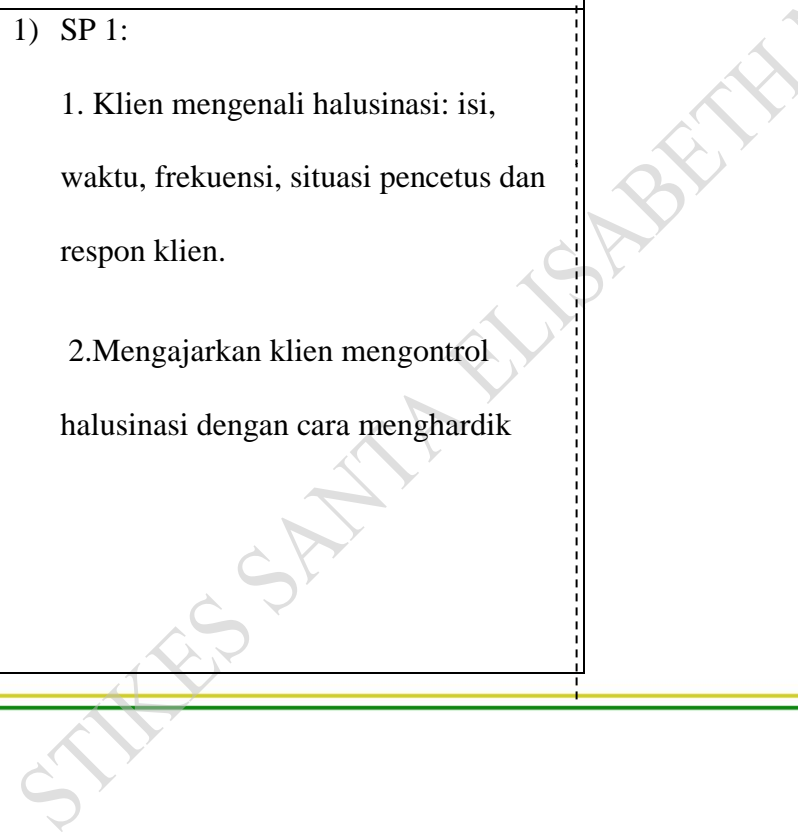 1) SP 1:
1. Klien mengenali halusinasi: isi,
waktu, frekuensi, situasi pencetus dan
respon klien.
2.Mengajarkan klien mengontrol
halusinasi dengan cara menghardik
STIKES SANTA ELISABETH